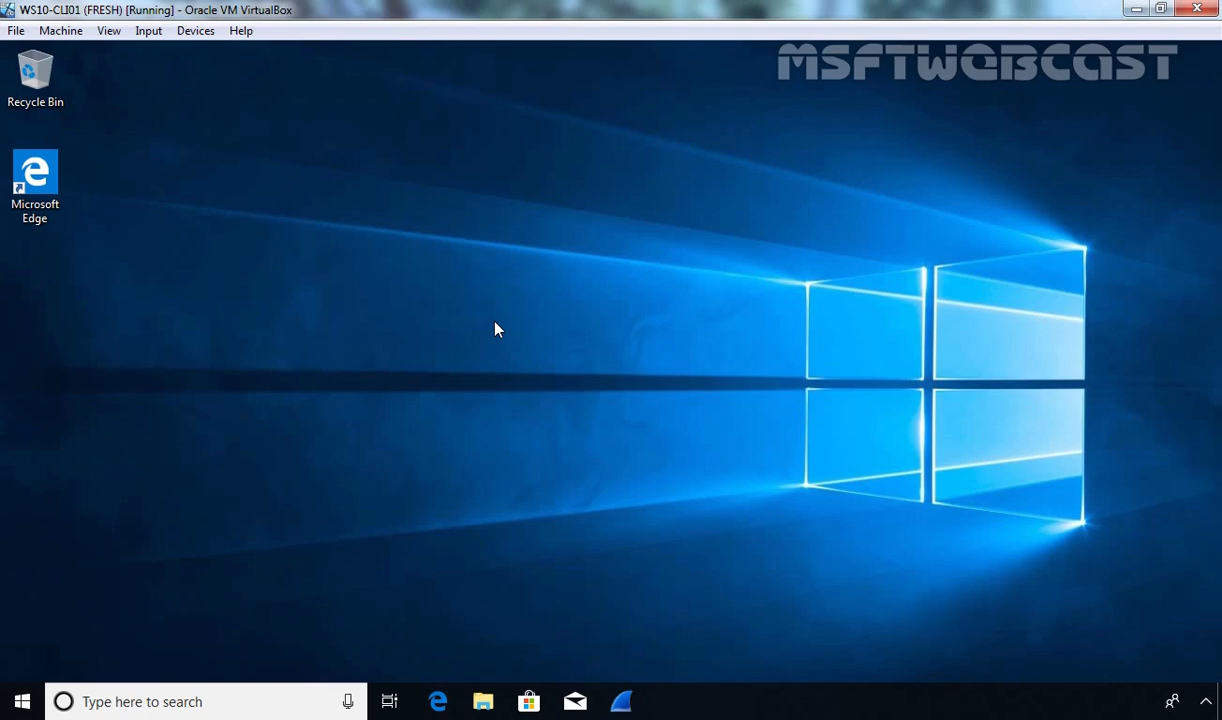 WS10-CLI01 (FRESH) [Running] - Oracle VM VirtualBox
File Machine View Input Devices Help
MSFTWEBCAST
Recycle Bin
Microsoft
Edge
Type here to search